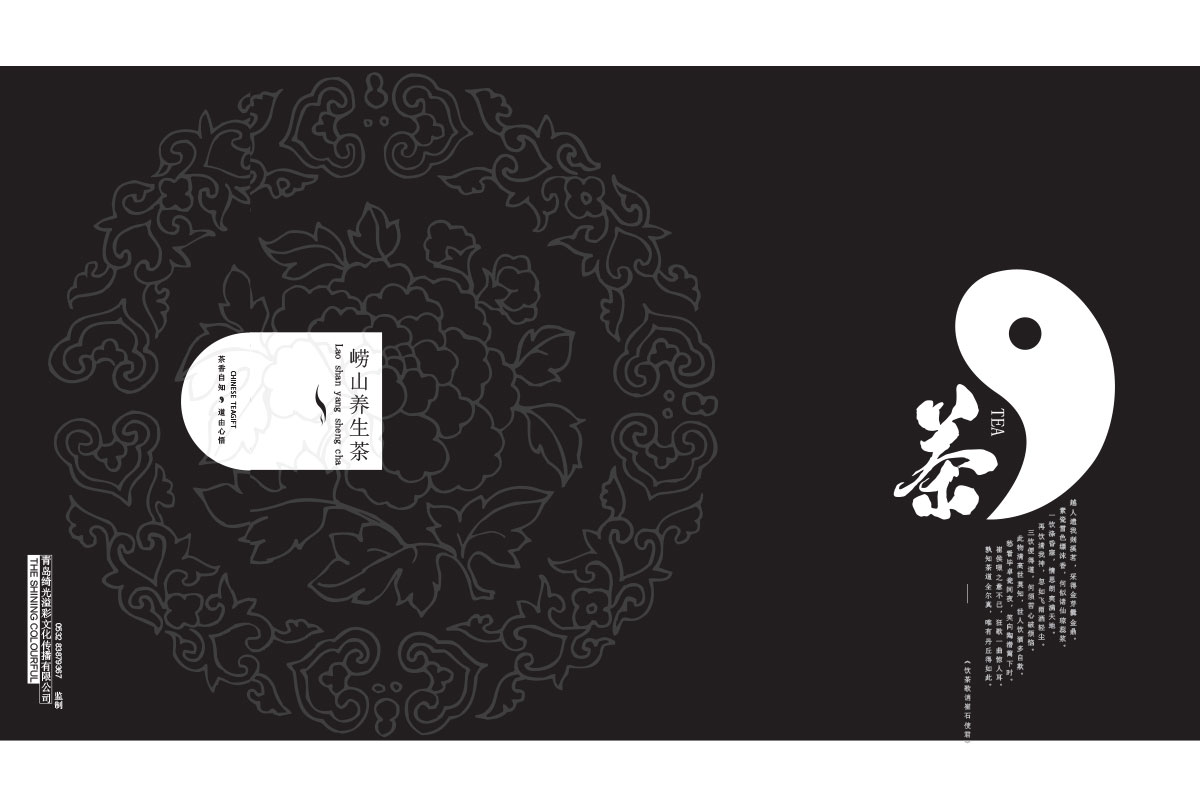 崂山养生茶
Lao shan yang sheng cha
CHINESE TEAGIFT
茶香自知，道由心悟
茶
TEA
越人遗我剡溪茗，采得金芽爨金鼎。
素瓷雪色缥沫香，何似诸仙琼蕊浆。
一饮涤昏寐，情思朗爽满天地。
再饮清我神，忽如飞雨洒轻尘。
三饮便得道，何须苦心破烦恼。
此物清高世莫知，世人饮酒多自欺。
愁看毕卓瓮间夜，笑向陶潜篱下时。
崔侯啜之意不已，狂歌一曲惊人耳。
孰知茶道全尔真，唯有丹丘得如此。
——《饮茶歌诮崔石使君》
0532 83879367 监制
青岛绮光溢彩文化传播有限公司
THE SHINING COLOURFUL